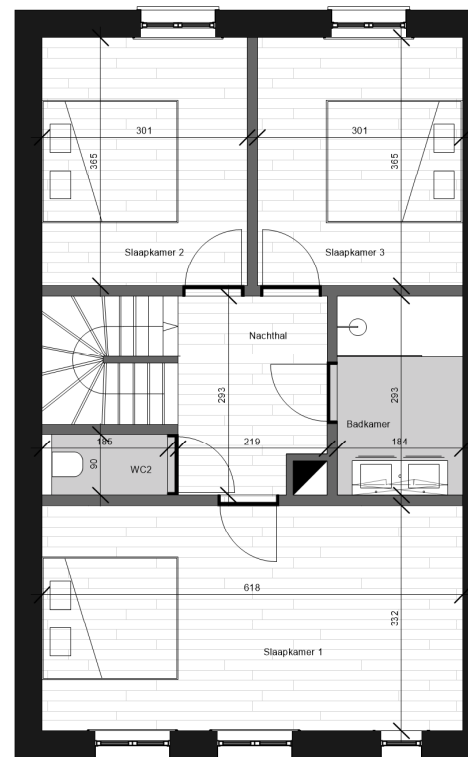 301
301
365
365
Slaapkamer 2
Slaapkamer 3
Nachthal
293
293
Badkamer
186
219
184
90
WC2
618
332
Slaapkamer 1